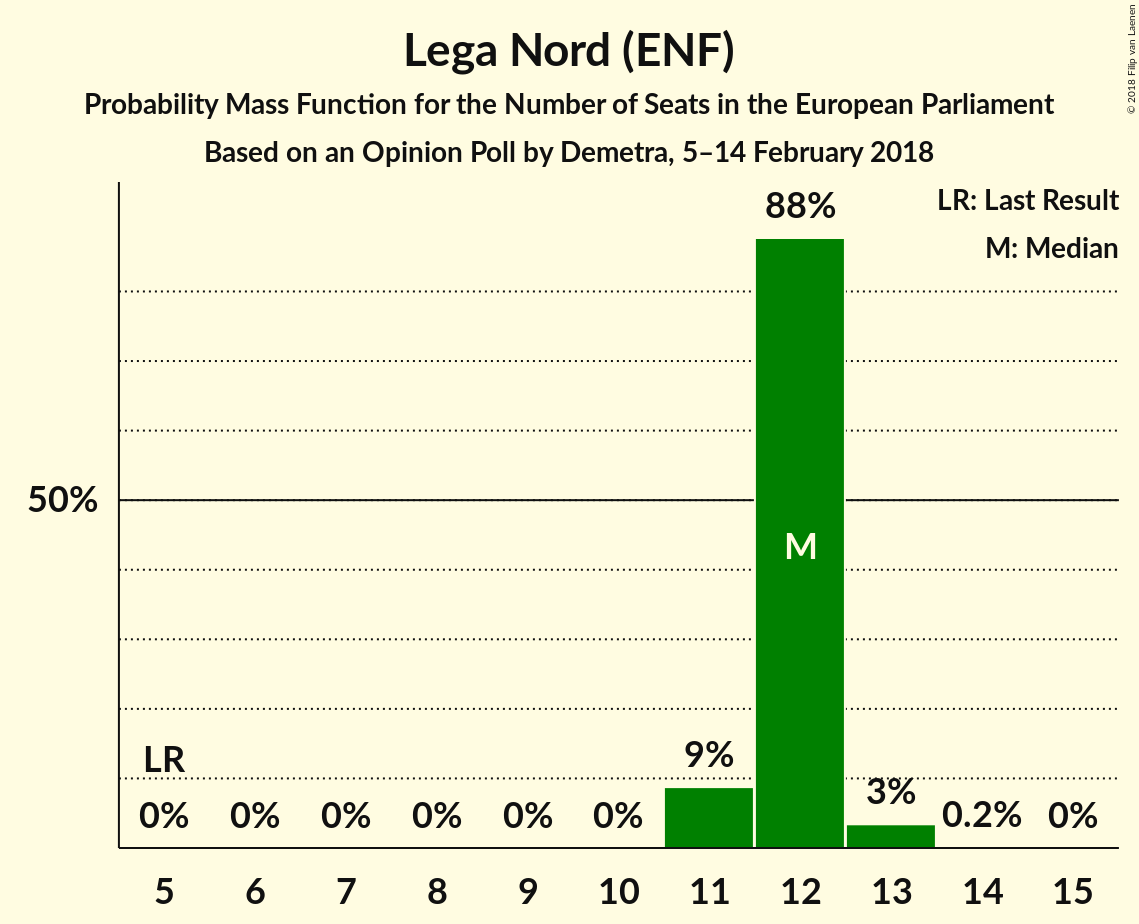 Lega Nord (ENF)
Probability Mass Function for the Number of Seats in the European Parliament
Based on an Opinion Poll by Demetra, 5–14 February 2018
© 2018 Filip van Laenen
LR: Last Result
M: Median
88%
50%
M
LR
9%
3%
0% 0% 0% 0% 0% 0% 0.2% 0%
5 6 7 8 9 10 11 12 13 14 15